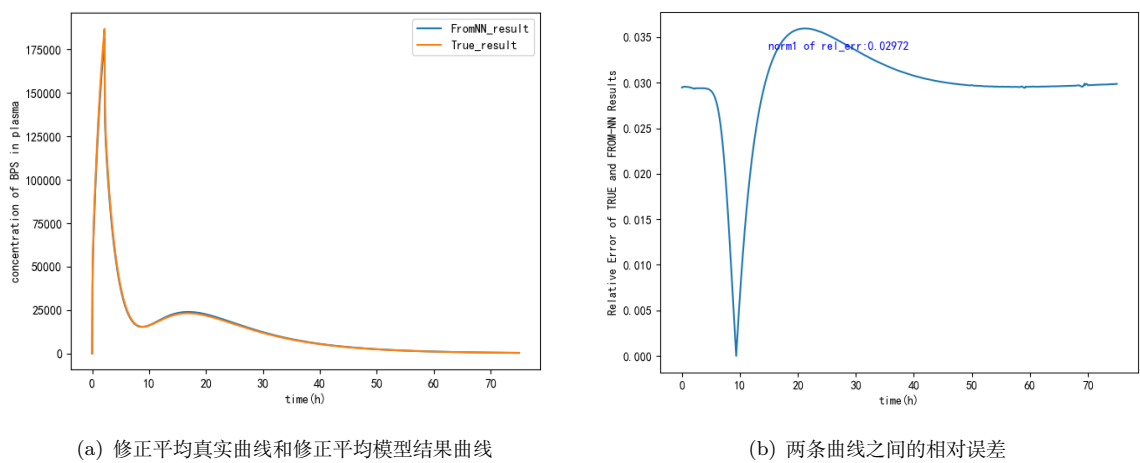 FromNN_result
True_result
175000
150000
125000
100000
75000
50000
25000
0
concentration of BPS in plasma
0 10 20 30 40 50 60 70
time(h)
(a) 修正平均真实曲线和修正平均模型结果曲线
norm1 of rel_err:0.02972
0.035
0.030
0.025
0.020
0.015
0.010
0.005
0.000
Relative Error of TRUE and FROM-NN Results
0 10 20 30 40 50 60 70
time(h)
(b) 两条曲线之间的相对误差